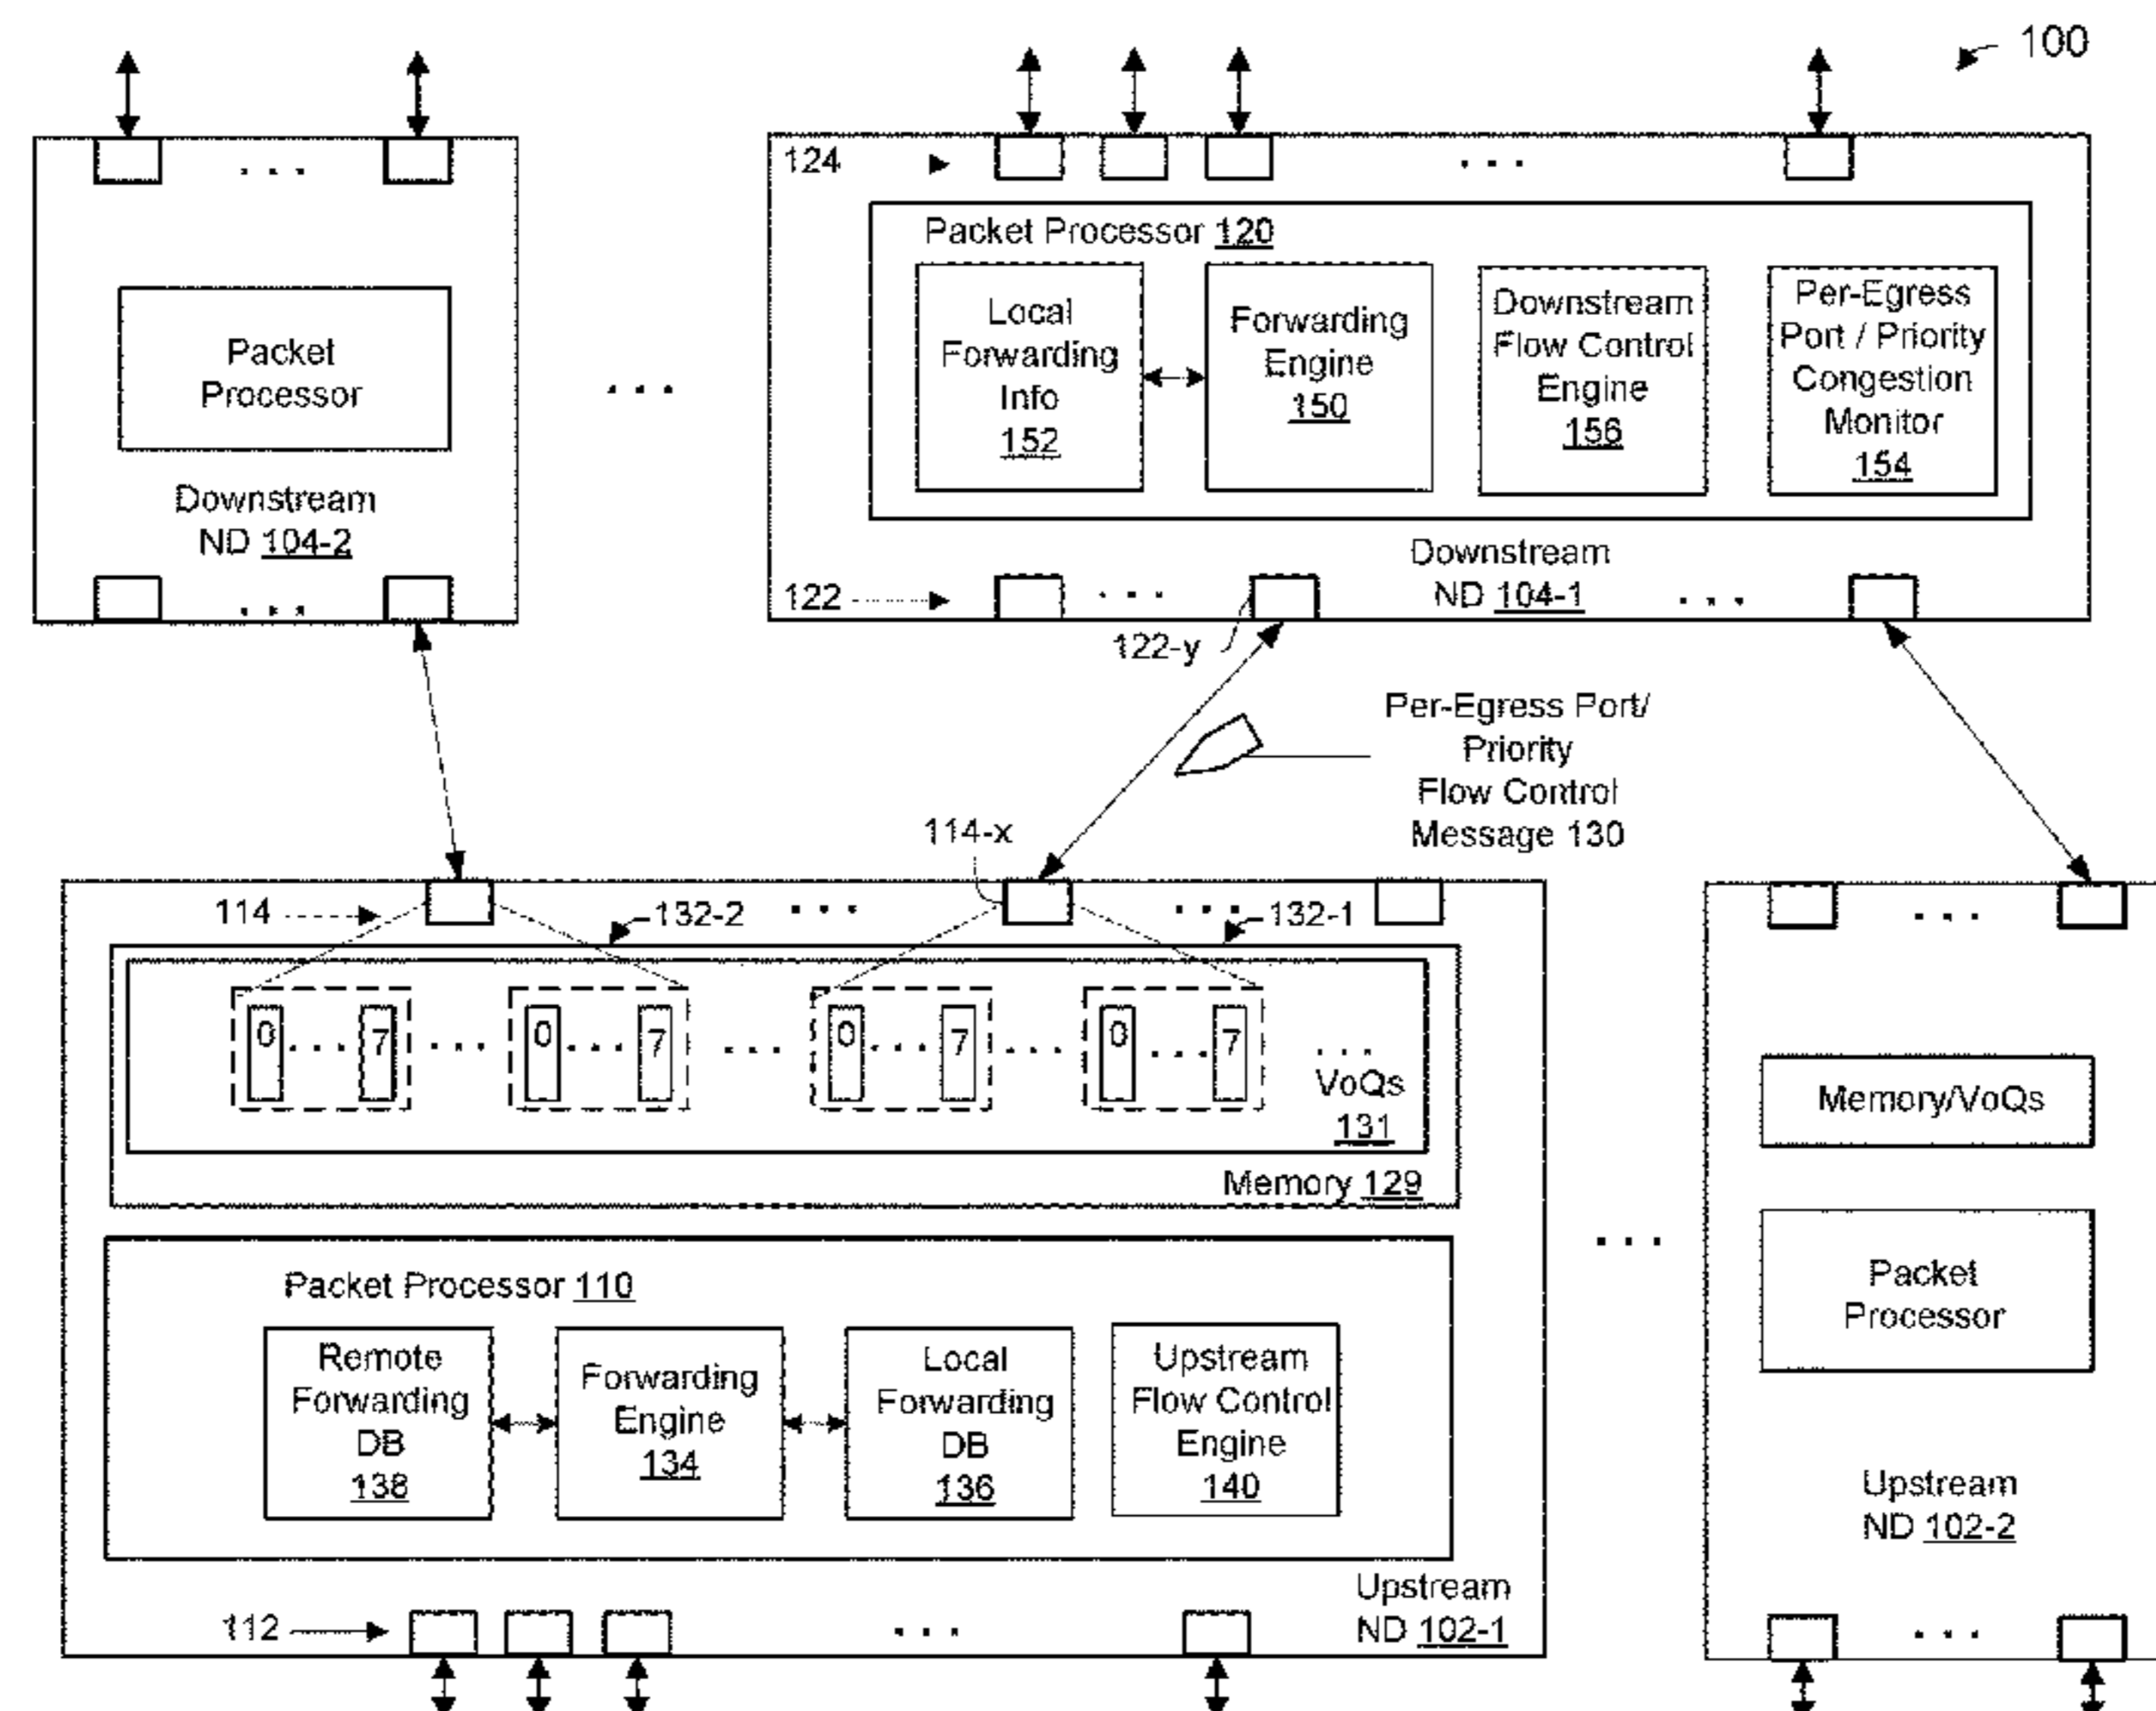 100
124
Packet Processor 120
Local
Forwarding
Info
152
Forwarding
Engine
150
Downstream
Flow Control
Engine
156
Per-Egress
Port / Priority
Congestion
Monitor
154
Packet
Processor
Downstream
ND 104-2
Downstream
ND 104-1
122
122-y
Per-Egress Port/
Priority
Flow Control
Message 130
114-x
114
132-2
132-1
0 ... 7 ... 0 ... 7 ... 0 ... 7 ... 0 ... 7 ...
VoQs
131
Memory 129
Packet Processor 110
Remote
Forwarding
DB
138
Forwarding
Engine
134
Local
Forwarding
DB
136
Upstream
Flow Control
Engine
140
Upstream
ND 102-1
112
Memory/VoQs
Packet
Processor
Upstream
ND 102-2